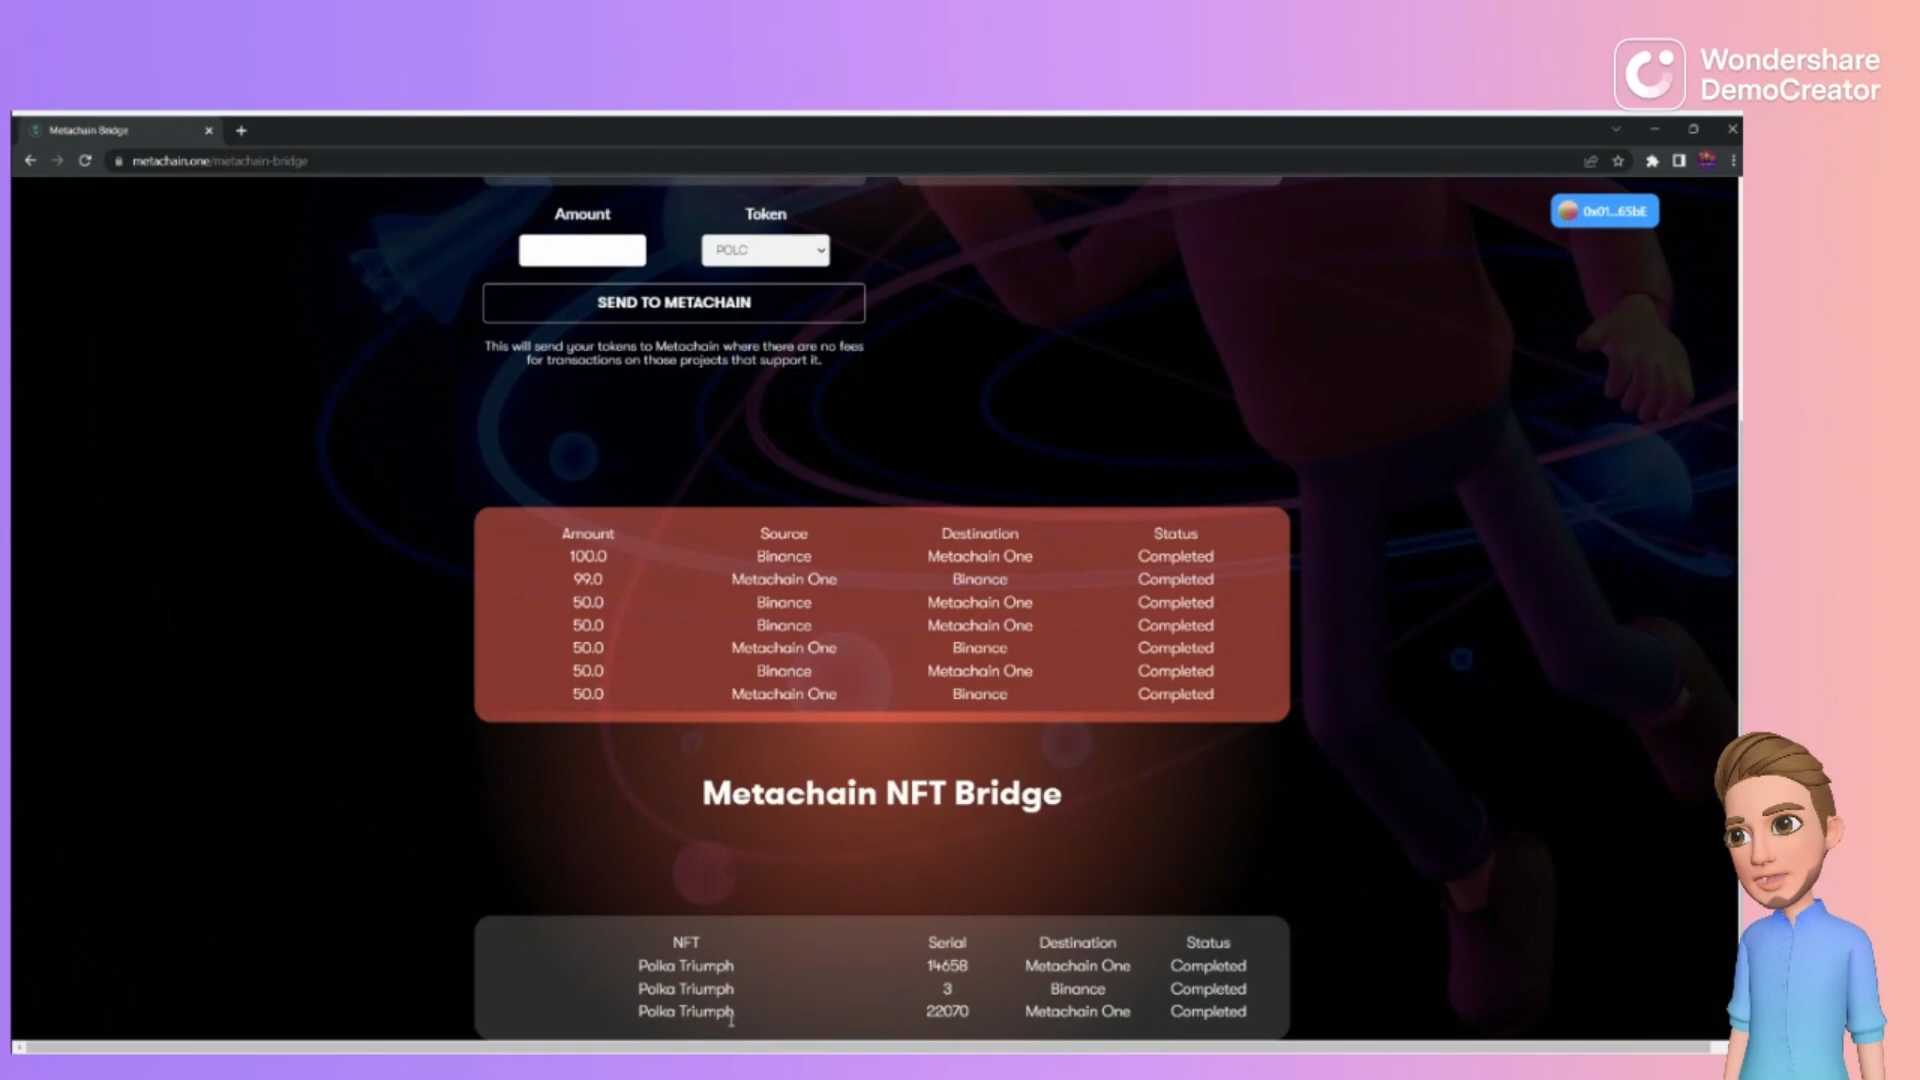 Wondershare
DemoCreator
Metachain Bridge
metachain.one/metachain-bridge
0x01...65bE
Amount Token
POLC
SEND TO METACHAIN
This will send your tokens to Metachain where there are no fees
for transactions on those projects that support it.
Amount Source Destination Status
100.0 Binance Metachain One Completed
99.0 Metachain One Binance Completed
50.0 Binance Metachain One Completed
50.0 Binance Metachain One Completed
50.0 Metachain One Binance Completed
50.0 Binance Metachain One Completed
50.0 Metachain One Binance Completed
Metachain NFT Bridge
NFT Serial Destination Status
Polka Triumph 14658 Metachain One Completed
Polka Triumph 3 Binance Completed
Polka Triumph 22070 Metachain One Completed